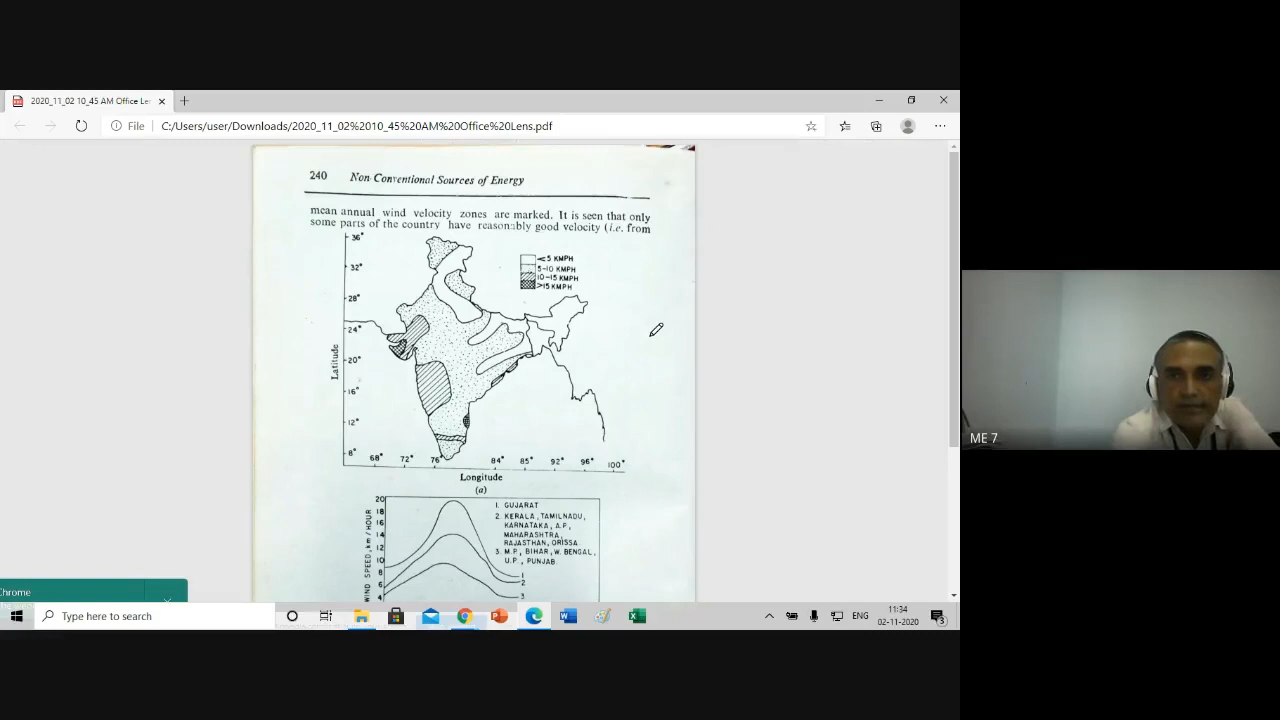 2020_11_02 10_45 AM Office Le
File
C:/Users/user/Downloads/2020_11_02%2010_45%20AM%20Office%20Lens.pdf
240 Non-Conventional Sources of Energy
mean annual wind velocity zones are marked. It is seen that only
some parts of the country have reasonably good velocity (i.e. from
36°
32°
28°
24°
20°
16°
12°
8°
Latitude
<5 KMPH
5-10 KMPH
10-15 KMPH
>15 KMPH
68° 72° 76° 84° 85° 92° 96° 100°
Longitude
(a)
20
18
16
14
12
10
8
6
4
WIND SPEED, km/HOUR
1. GUJARAT
2. KERALA, TAMILNADU,
KARNATAKA, A.P.,
MAHARASHTRA,
RAJASTHAN, ORISSA.
3. M.P., BIHAR, W. BENGAL,
U.P., PUNJAB.
1
2
3
ME 7
Chrome
Type here to search
ENG
11:34
02-11-2020
3